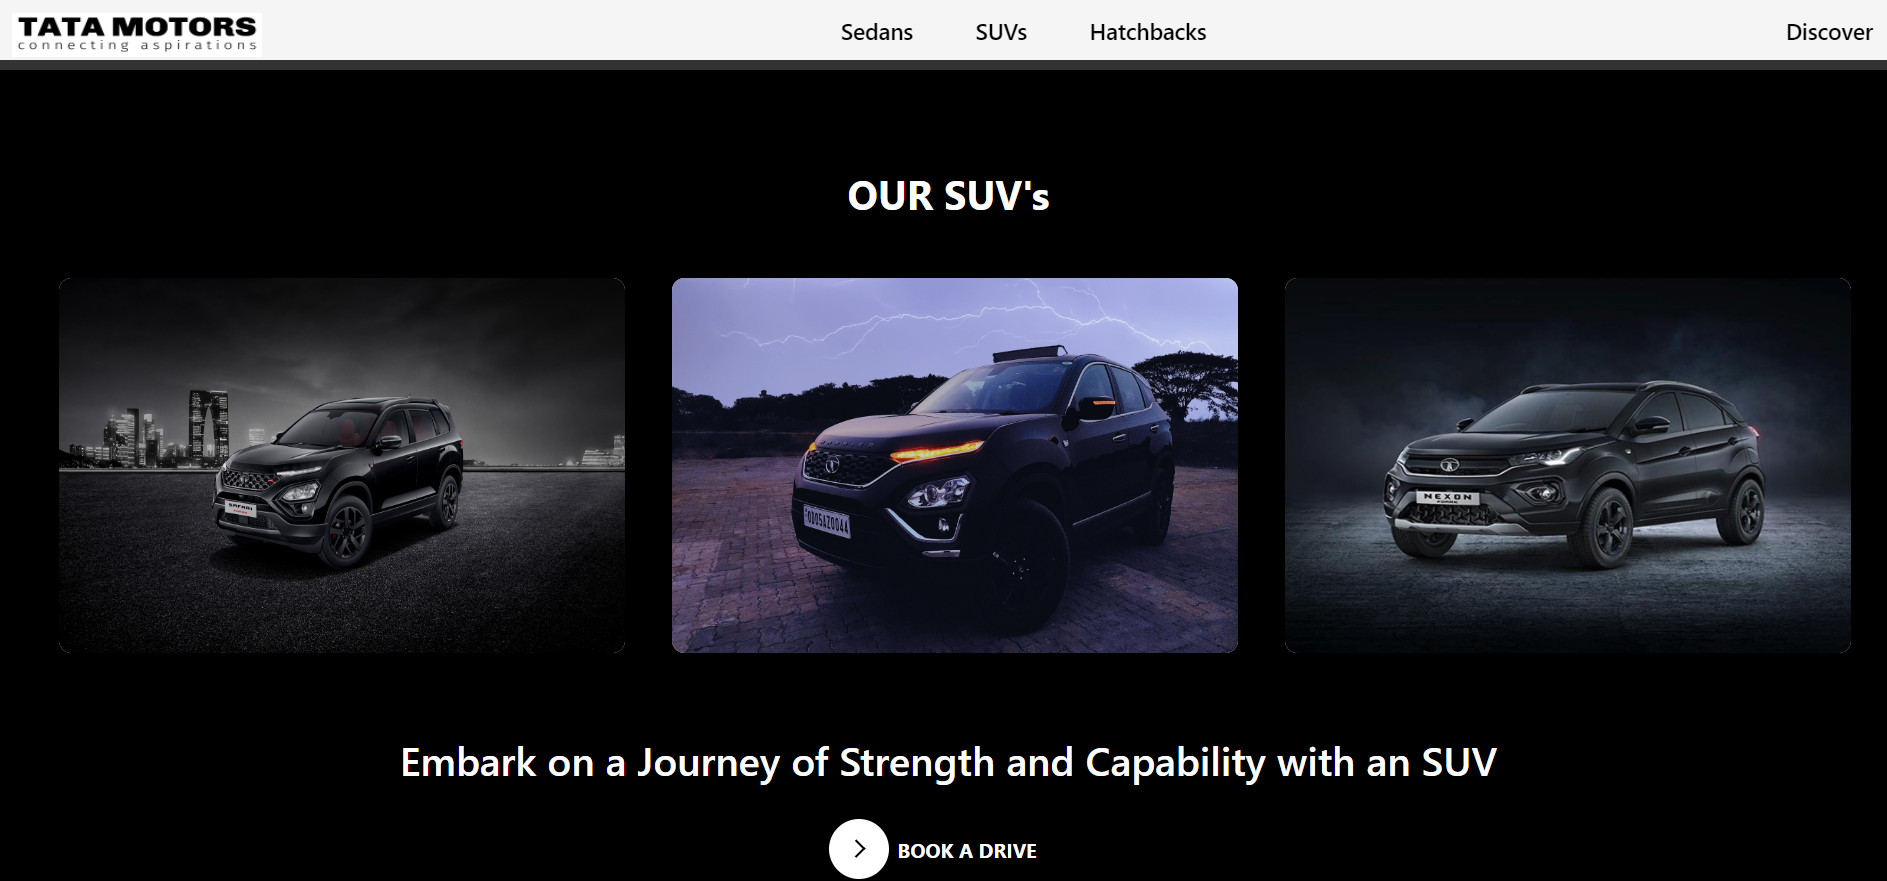 TATA MOTORS
connecting aspirations
Sedans
SUVs
Hatchbacks
Discover
OUR SUV's
SAFARI
OD05AZ0044
NEXON
Embark on a Journey of Strength and Capability with an SUV
BOOK A DRIVE